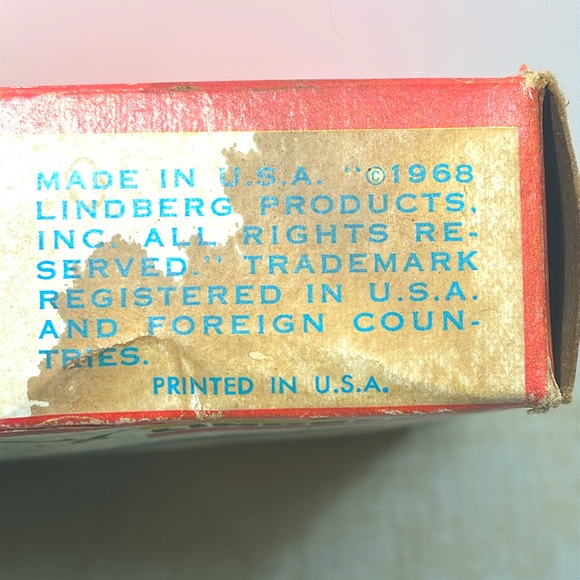 MADE IN U.S.A. "©1968
LINDBERG PRODUCTS,
INC. ALL RIGHTS RE-
SERVED." TRADEMARK
REGISTERED IN U.S.A.
AND FOREIGN COUN-
TRIES.
PRINTED IN U.S.A.